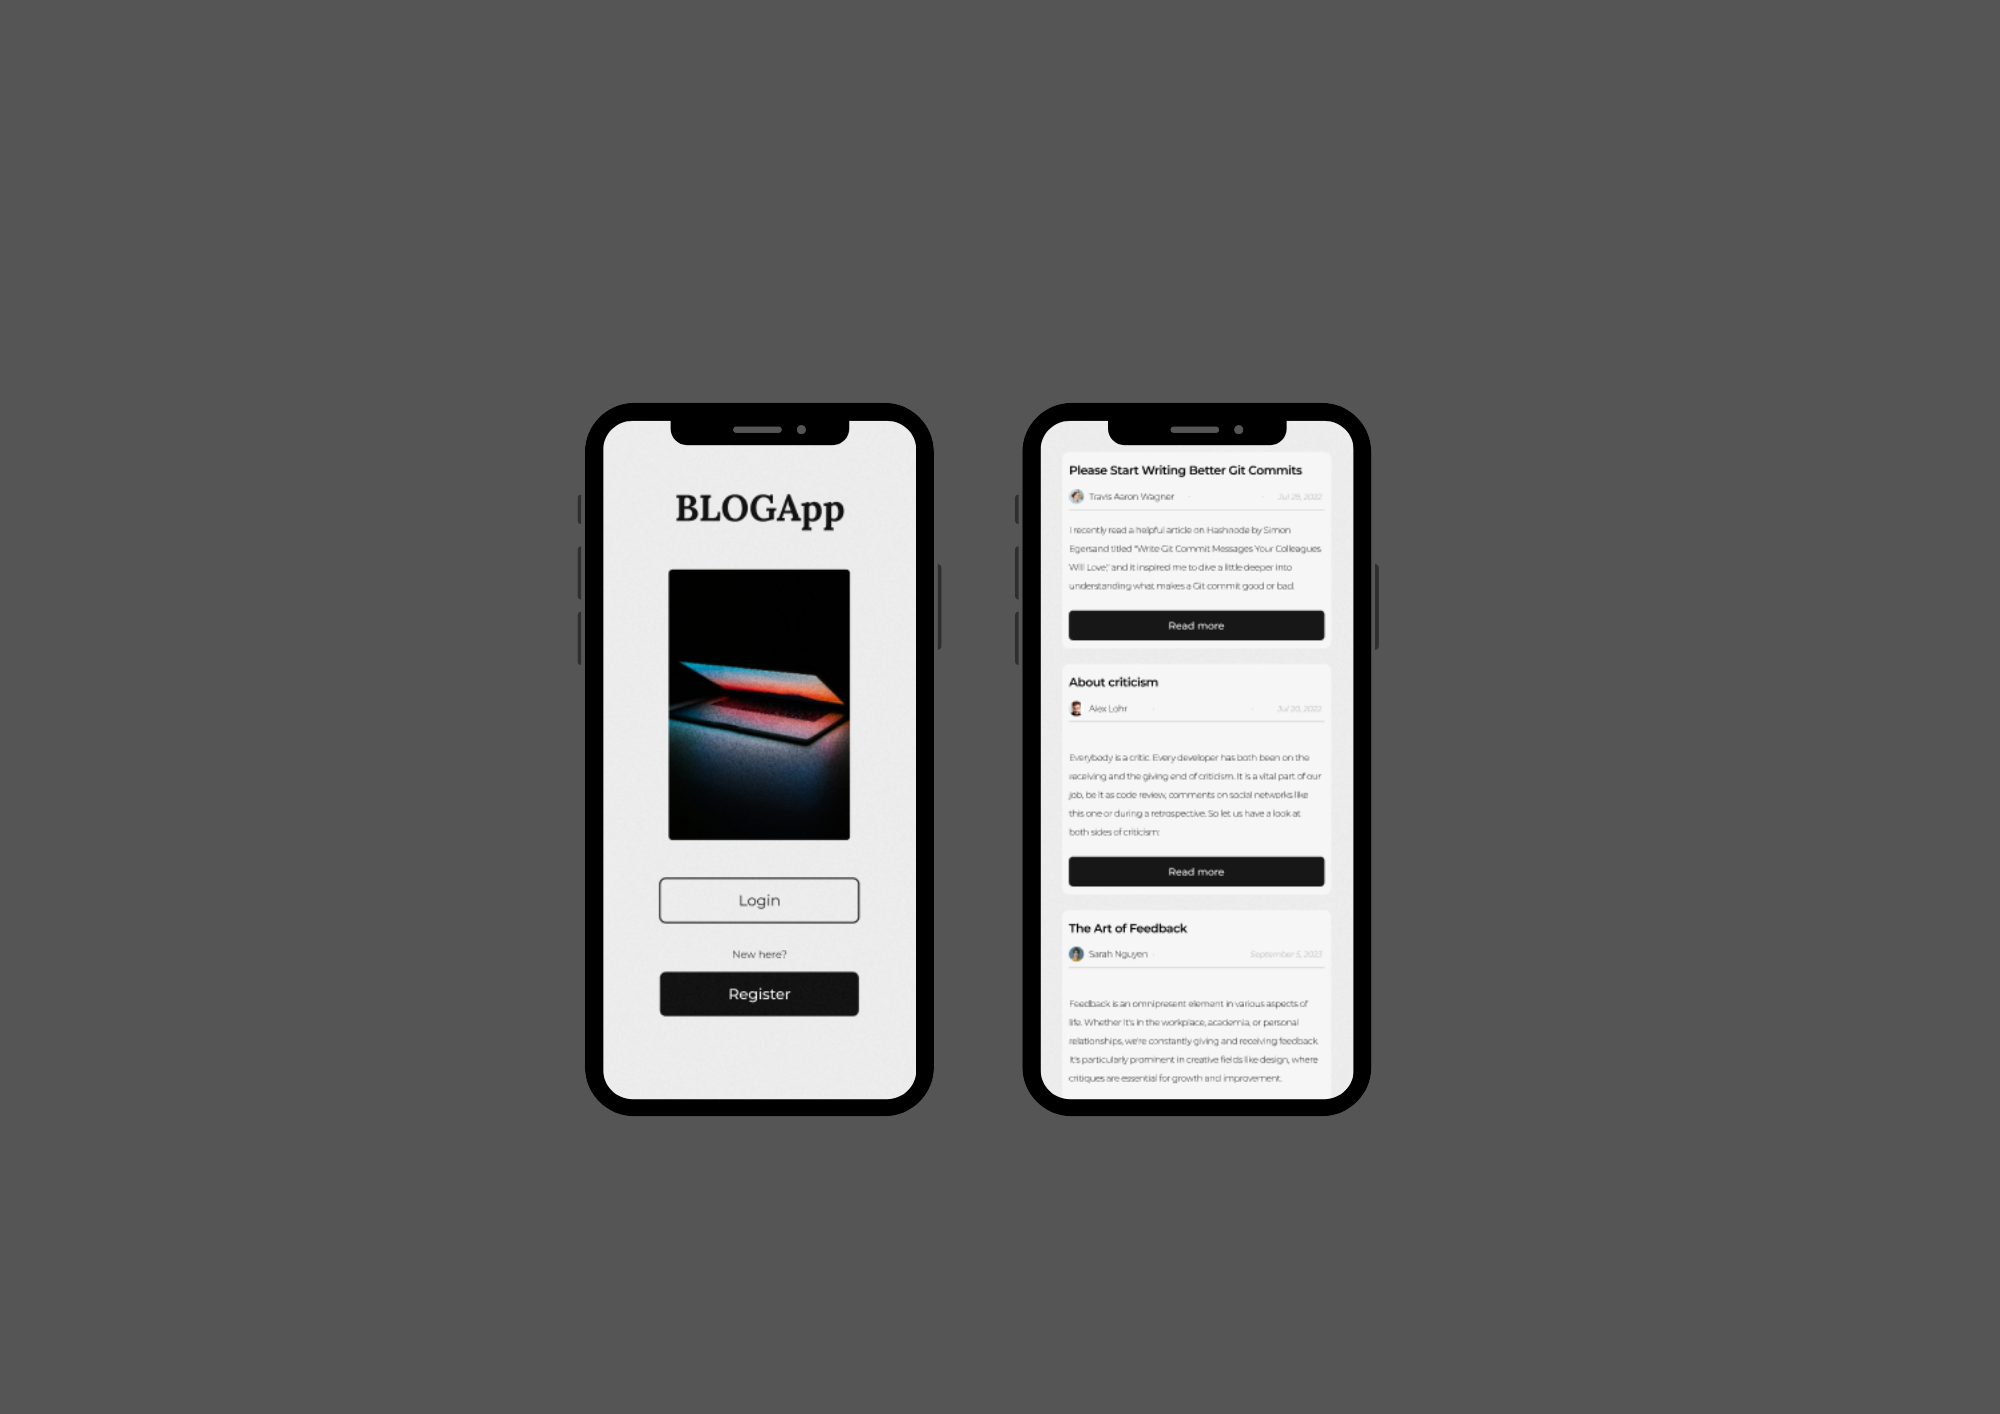 BLOGApp
Login
New here?
Register
Please Start Writing Better Git Commits
Travis Aaron Wagner
Jul 29, 2022
I recently read a helpful article on Hashnode by Simon
Egersand titled "Write Git Commit Messages Your Colleagues
Will Love," and it inspired me to dive a little deeper into
understanding what makes a Git commit good or bad.
Read more
About criticism
Alex Lohr
Jul 20, 2022
Everybody is a critic. Every developer has both been on the
receiving and the giving end of criticism. It is a vital part of our
job, be it as code review, comments on social networks like
this one or during a retrospective. So let us have a look at
both sides of criticism:
Read more
The Art of Feedback
Sarah Nguyen
September 5, 2023
Feedback is an omnipresent element in various aspects of
life. Whether it's in the workplace, academia, or personal
relationships, we're constantly giving and receiving feedback.
It's particularly prominent in creative fields like design, where
critiques are essential for growth and improvement.